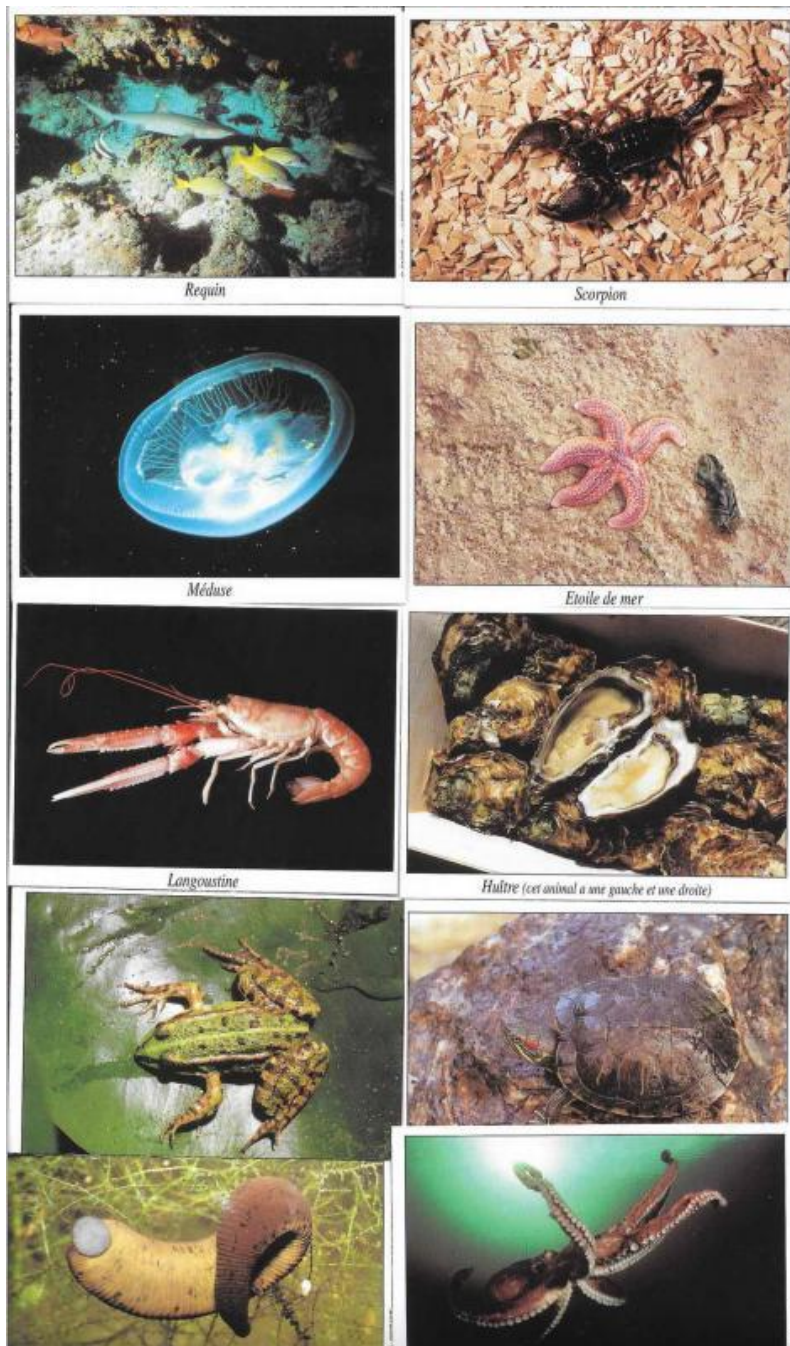 Requin
Scorpion
Méduse
Etoile de mer
Langoustine
Huître (cet animal a une gauche et une droite)